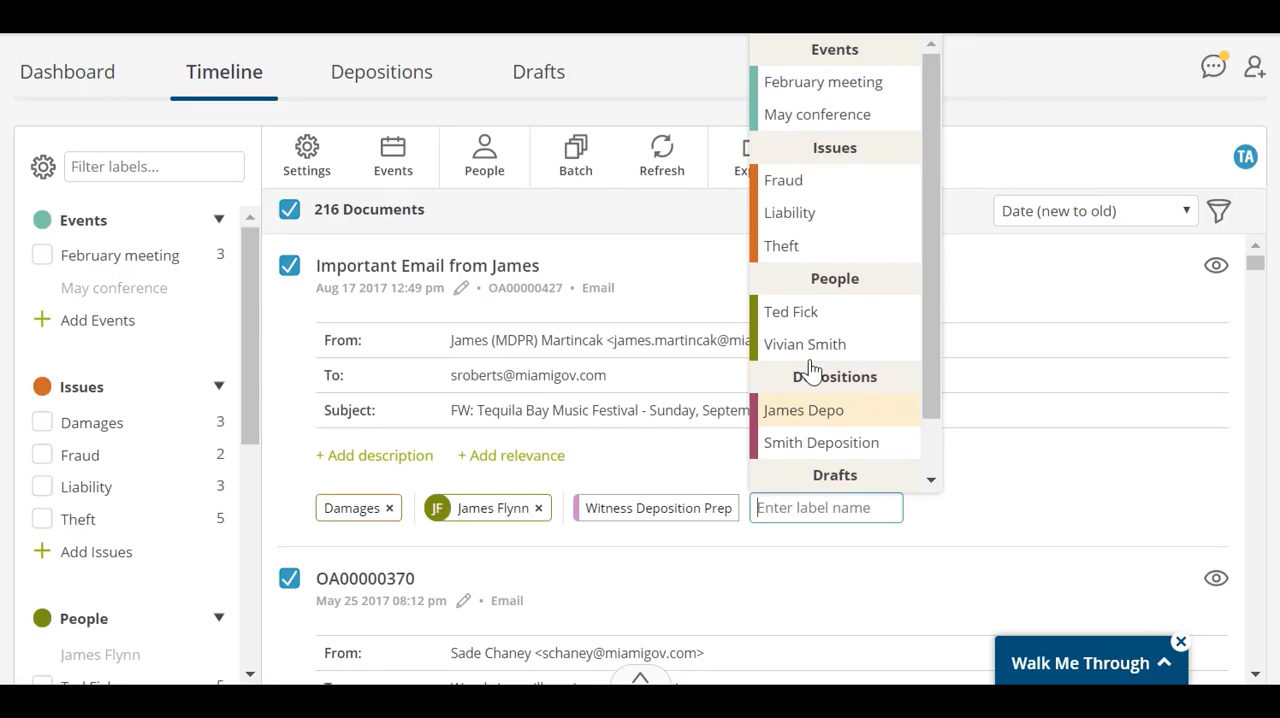 Dashboard
Timeline
Depositions
Drafts
Filter labels...
Events
February meeting 3
May conference
Add Events
Issues
Damages 3
Fraud 2
Liability 3
Theft 5
Add Issues
People
James Flynn
Settings
Events
People
Batch
Refresh
TA
216 Documents
Date (new to old)
Important Email from James
Aug 17 2017 12:49 pm • OA00000427 • Email
From: James (MDPR) Martincak <james.martincak@mia
To: sroberts@miamigov.com
Subject: FW: Tequila Bay Music Festival - Sunday, Septem
+ Add description + Add relevance
Damages × JF James Flynn × Witness Deposition Prep Enter label name
Events
February meeting
May conference
Issues
Fraud
Liability
Theft
People
Ted Fick
Vivian Smith
Depositions
James Depo
Smith Deposition
Drafts
OA00000370
May 25 2017 08:12 pm • Email
From: Sade Chaney <schaney@miamigov.com>
Walk Me Through